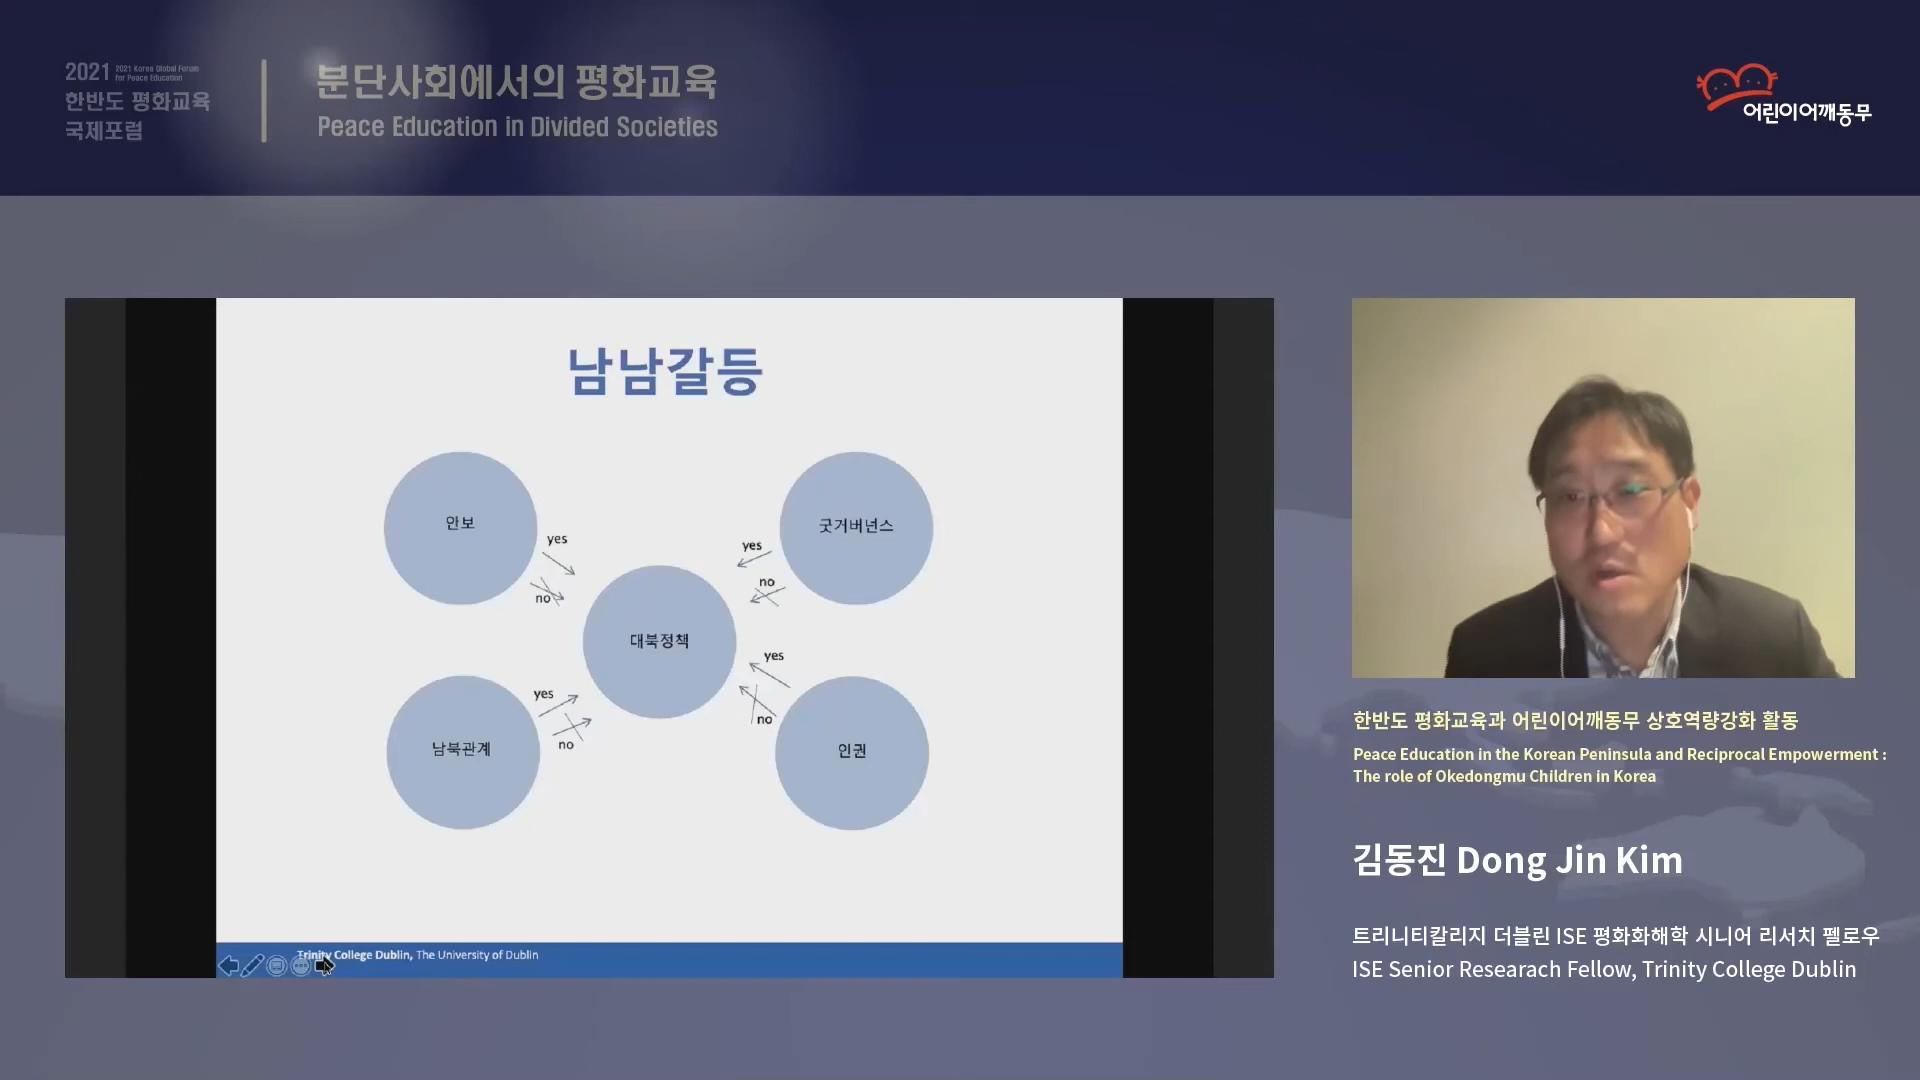 2021 2021 Korea Global Forum
for Peace Education
한반도 평화교육
국제포럼
분단사회에서의 평화교육
Peace Education in Divided Societies
어린이어깨동무
남남갈등
안보
굿거버넌스
yes
yes
no
no
대북정책
yes
yes
no
no
남북관계
인권
Trinity College Dublin, The University of Dublin
한반도 평화교육과 어린이어깨동무 상호역량강화 활동
Peace Education in the Korean Peninsula and Reciprocal Empowerment :
The role of Okedongmu Children in Korea
김동진 Dong Jin Kim
트리니티칼리지 더블린 ISE 평화화해학 시니어 리서치 펠로우
ISE Senior Researach Fellow, Trinity College Dublin